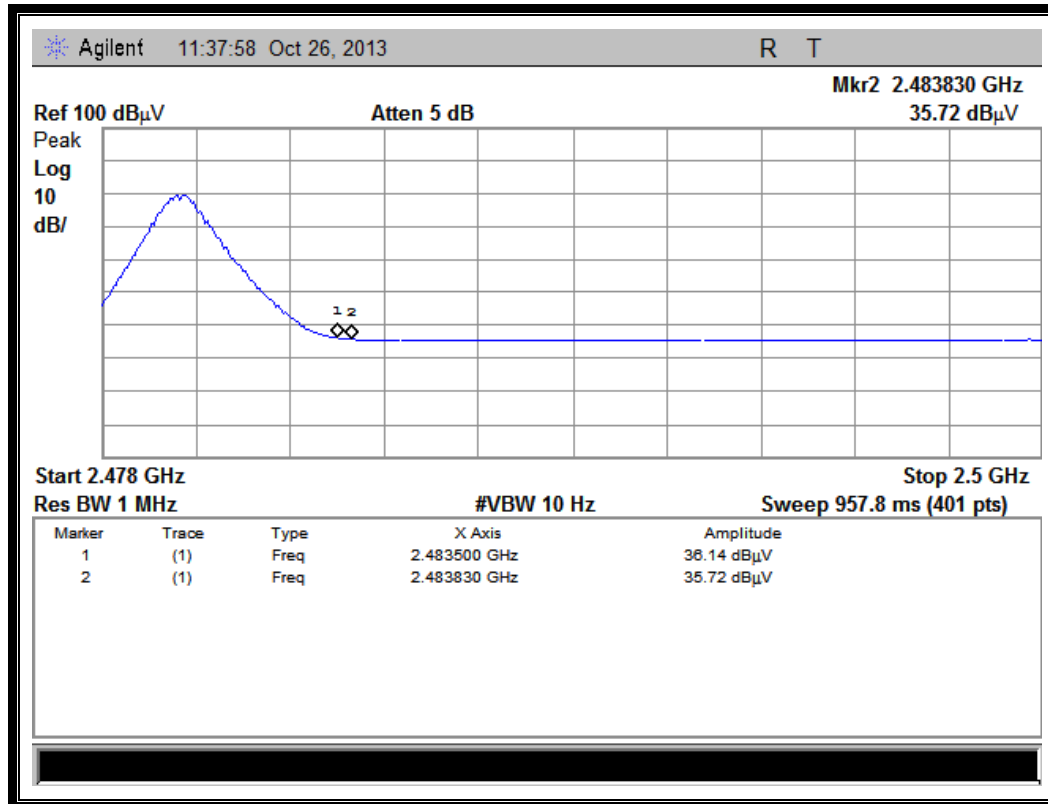 Agilent 11:37:58 Oct 26, 2013 R T
Mkr2 2.483830 GHz
Ref 100 dBµV Atten 5 dB 35.72 dBµV
Peak
Log
10
dB/
1 2
Start 2.478 GHz Stop 2.5 GHz
Res BW 1 MHz #VBW 10 Hz Sweep 957.8 ms (401 pts)
Marker Trace Type X Axis Amplitude
1 (1) Freq 2.483500 GHz 36.14 dBµV
2 (1) Freq 2.483830 GHz 35.72 dBµV